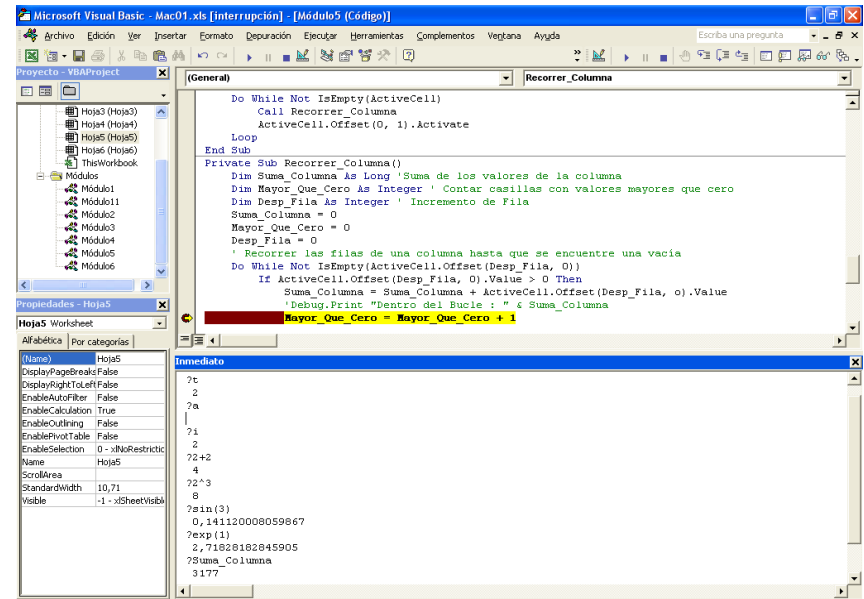 Microsoft Visual Basic - Mac01.xls [interrupción] - [Módulo5 (Código)]
Archivo Edición Ver Insertar Formato Depuración Ejecutar Herramientas Complementos Ventana Ayuda Escriba una pregunta
Proyecto - VBAProject
Hoja3 (Hoja3)
Hoja4 (Hoja4)
Hoja5 (Hoja5)
Hoja6 (Hoja6)
ThisWorkbook
Módulos
Módulo1
Módulo11
Módulo2
Módulo3
Módulo4
Módulo5
Módulo6
Propiedades - Hoja5
Hoja5 Worksheet
Alfabética Por categorías
(Name) Hoja5
DisplayPageBreaks False
DisplayRightToLeft False
EnableAutoFilter False
EnableCalculation True
EnableOutlining False
EnablePivotTable False
EnableSelection 0 - xlNoRestrictic
Name Hoja5
ScrollArea
StandardWidth 10,71
Visible -1 - xlSheetVisibl
(General) Recorrer_Columna
Do While Not IsEmpty(ActiveCell)
Call Recorrer_Columna
ActiveCell.Offset(0, 1).Activate
Loop
End Sub
Private Sub Recorrer_Columna()
Dim Suma_Columna As Long 'Suma de los valores de la columna
Dim Mayor_Que_Cero As Integer ' Contar casillas con valores mayores que cero
Dim Desp_Fila As Integer ' Incremento de Fila
Suma_Columna = 0
Mayor_Que_Cero = 0
Desp_Fila = 0
' Recorrer las filas de una columna hasta que se encuentre una vacía
Do While Not IsEmpty(ActiveCell.Offset(Desp_Fila, 0))
If ActiveCell.Offset(Desp_Fila, 0).Value > 0 Then
Suma_Columna = Suma_Columna + ActiveCell.Offset(Desp_Fila, o).Value
'Debug.Print "Dentro del Bucle : " & Suma_Columna
Mayor_Que_Cero = Mayor_Que_Cero + 1
Inmediato
?t
2
?a
?i
2
?2+2
4
?2^3
8
?sin(3)
0,141120008059867
?exp(1)
2,71828182845905
?Suma_Columna
3177